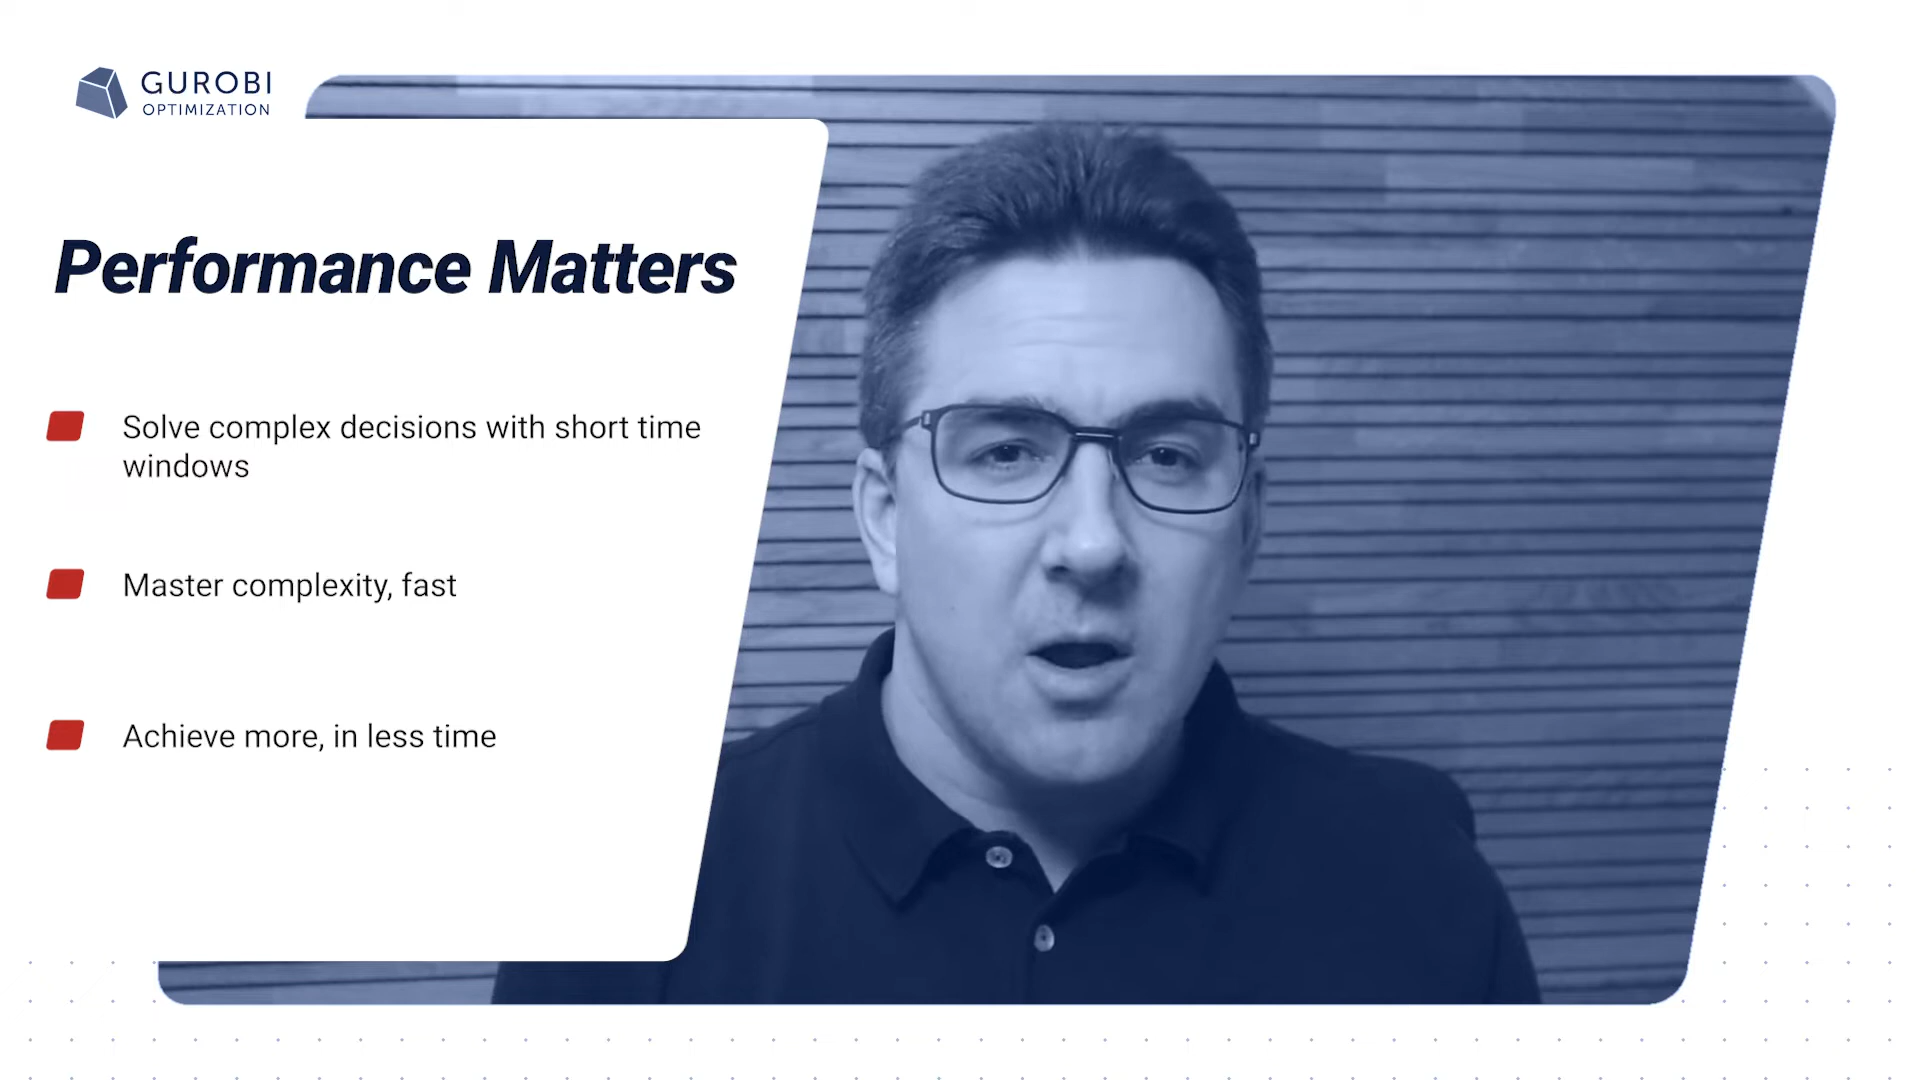 GUROBI
OPTIMIZATION
Performance Matters
Solve complex decisions with short time
windows
Master complexity, fast
Achieve more, in less time